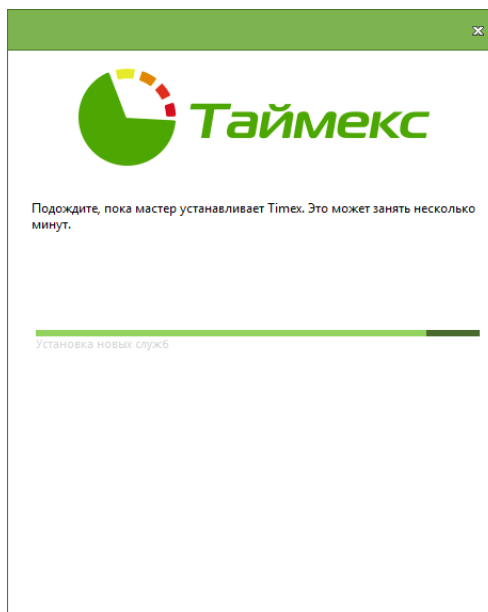 Таймекс
Подождите, пока мастер устанавливает Timex. Это может занять несколько
минут.
Установка новых служб